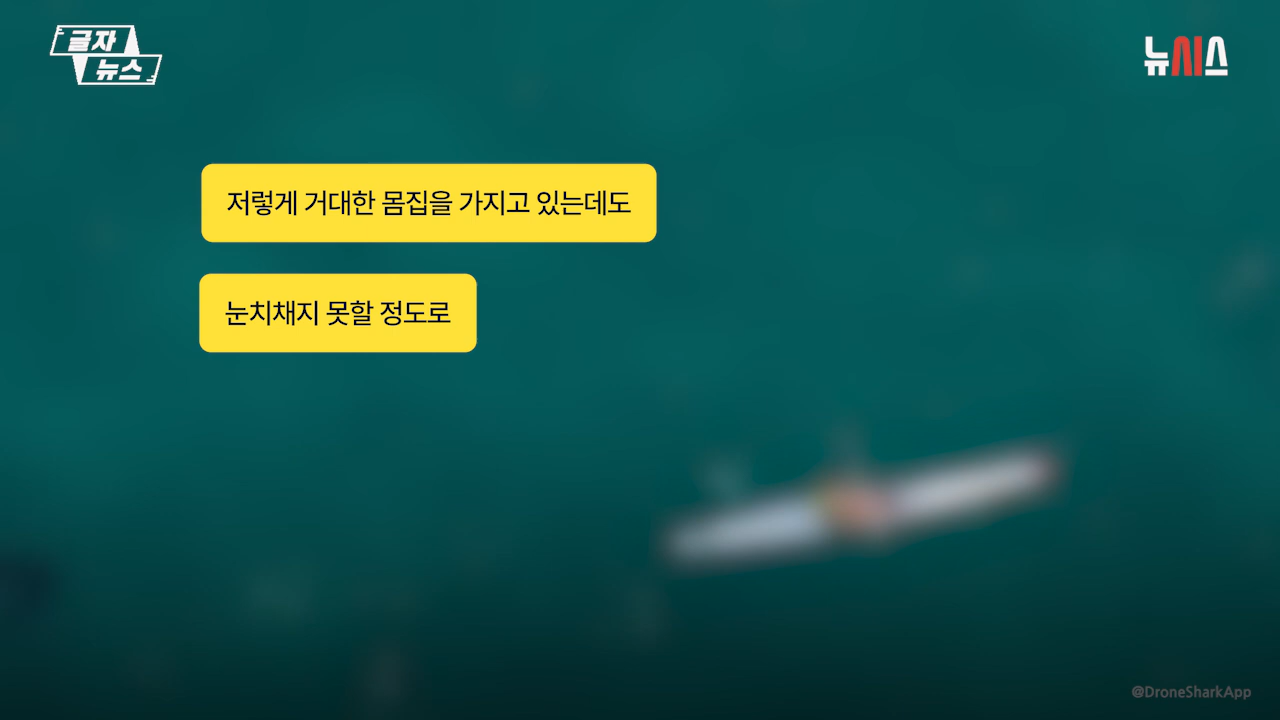 글자
뉴스
뉴시스
저렇게 거대한 몸집을 가지고 있는데도
눈치채지 못할 정도로
@DroneSharkApp